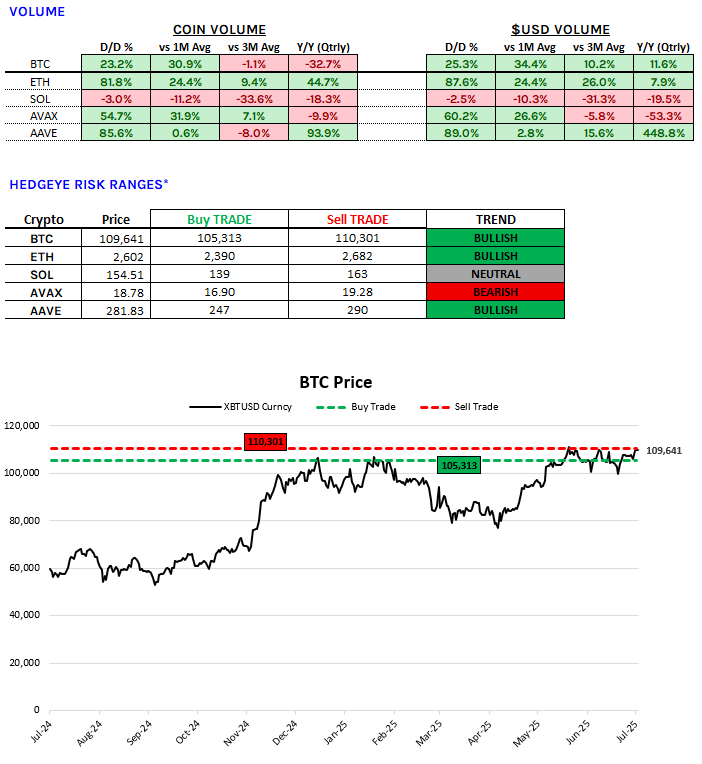 VOLUME
COIN VOLUME $USD VOLUME
D/D % vs 1M Avg vs 3M Avg Y/Y (Qtrly) D/D % vs 1M Avg vs 3M Avg Y/Y (Qtrly)
BTC 23.2% 30.9% -1.1% -32.7% 25.3% 34.4% 10.2% 11.6%
ETH 81.8% 24.4% 9.4% 44.7% 87.6% 24.4% 26.0% 7.9%
SOL -3.0% -11.2% -33.6% -18.3% -2.5% -10.3% -31.3% -19.5%
AVAX 54.7% 31.9% 7.1% -9.9% 60.2% 26.6% -5.8% -53.3%
AAVE 85.6% 0.6% -8.0% 93.9% 89.0% 2.8% 15.6% 448.8%
HEDGEYE RISK RANGES*
Crypto Price Buy TRADE Sell TRADE TREND
BTC 109,641 105,313 110,301 BULLISH
ETH 2,602 2,390 2,682 BULLISH
SOL 154.51 139 163 NEUTRAL
AVAX 18.78 16.90 19.28 BEARISH
AAVE 281.83 247 290 BULLISH
BTC Price
XBTUSD Curncy Buy Trade Sell Trade
120,000
110,301
109,641
105,313
100,000
80,000
60,000
40,000
20,000
0
Jul-24 Aug-24 Sep-24 Oct-24 Nov-24 Dec-24 Jan-25 Feb-25 Mar-25 Apr-25 May-25 Jun-25 Jul-25